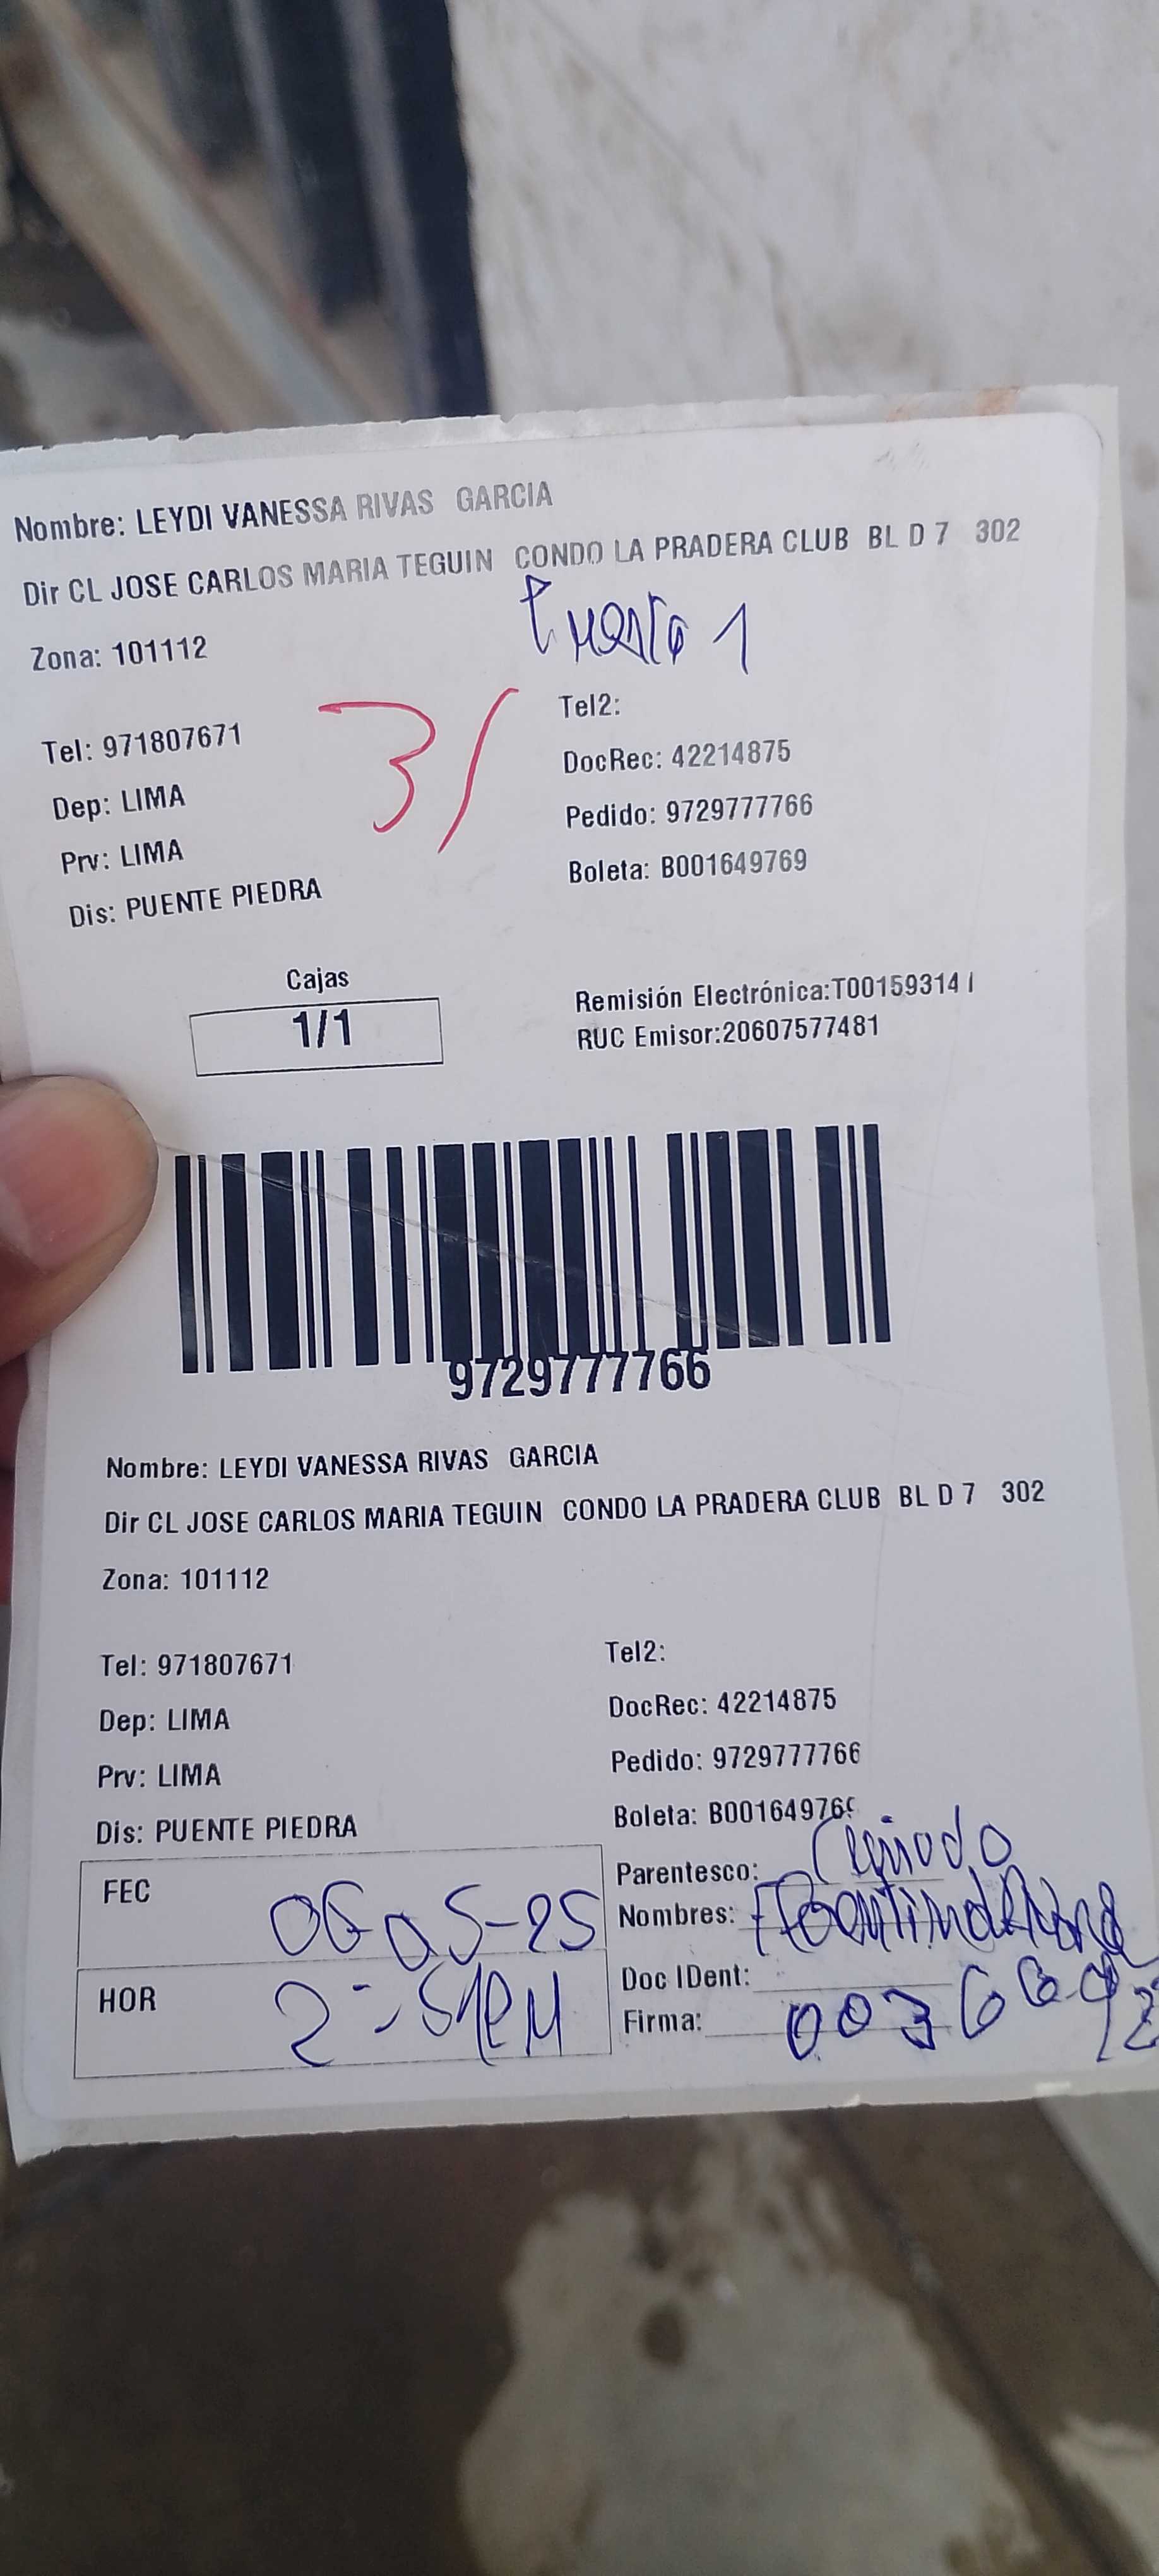 Nombre: LEYDI VANESSA RIVAS GARCIA
Dir CL JOSE CARLOS MARIA TEGUIN CONDO LA PRADERA CLUB BL D 7 302
Zona: 101112
1
Tel: 971807671
3/
Tel2:
DocRec: 42214875
Dep: LIMA
Pedido: 9729777766
Prv: LIMA
Boleta: B001649769
Dis: PUENTE PIEDRA
Cajas
1/1
Remisión Electrónica:T00159314
RUC Emisor:20607577481
9729777766
Nombre: LEYDI VANESSA RIVAS GARCIA
Dir CL JOSE CARLOS MARIA TEGUIN CONDO LA PRADERA CLUB BL D 7 302
Zona: 101112
Tel: 971807671
Tel2:
Dep: LIMA
DocRec: 42214875
Prv: LIMA
Pedido: 9729777766
Dis: PUENTE PIEDRA
Boleta: B00164976
FEC 06-05-25
Parentesco:
Nombres:
HOR
Doc IDent:
Firma: